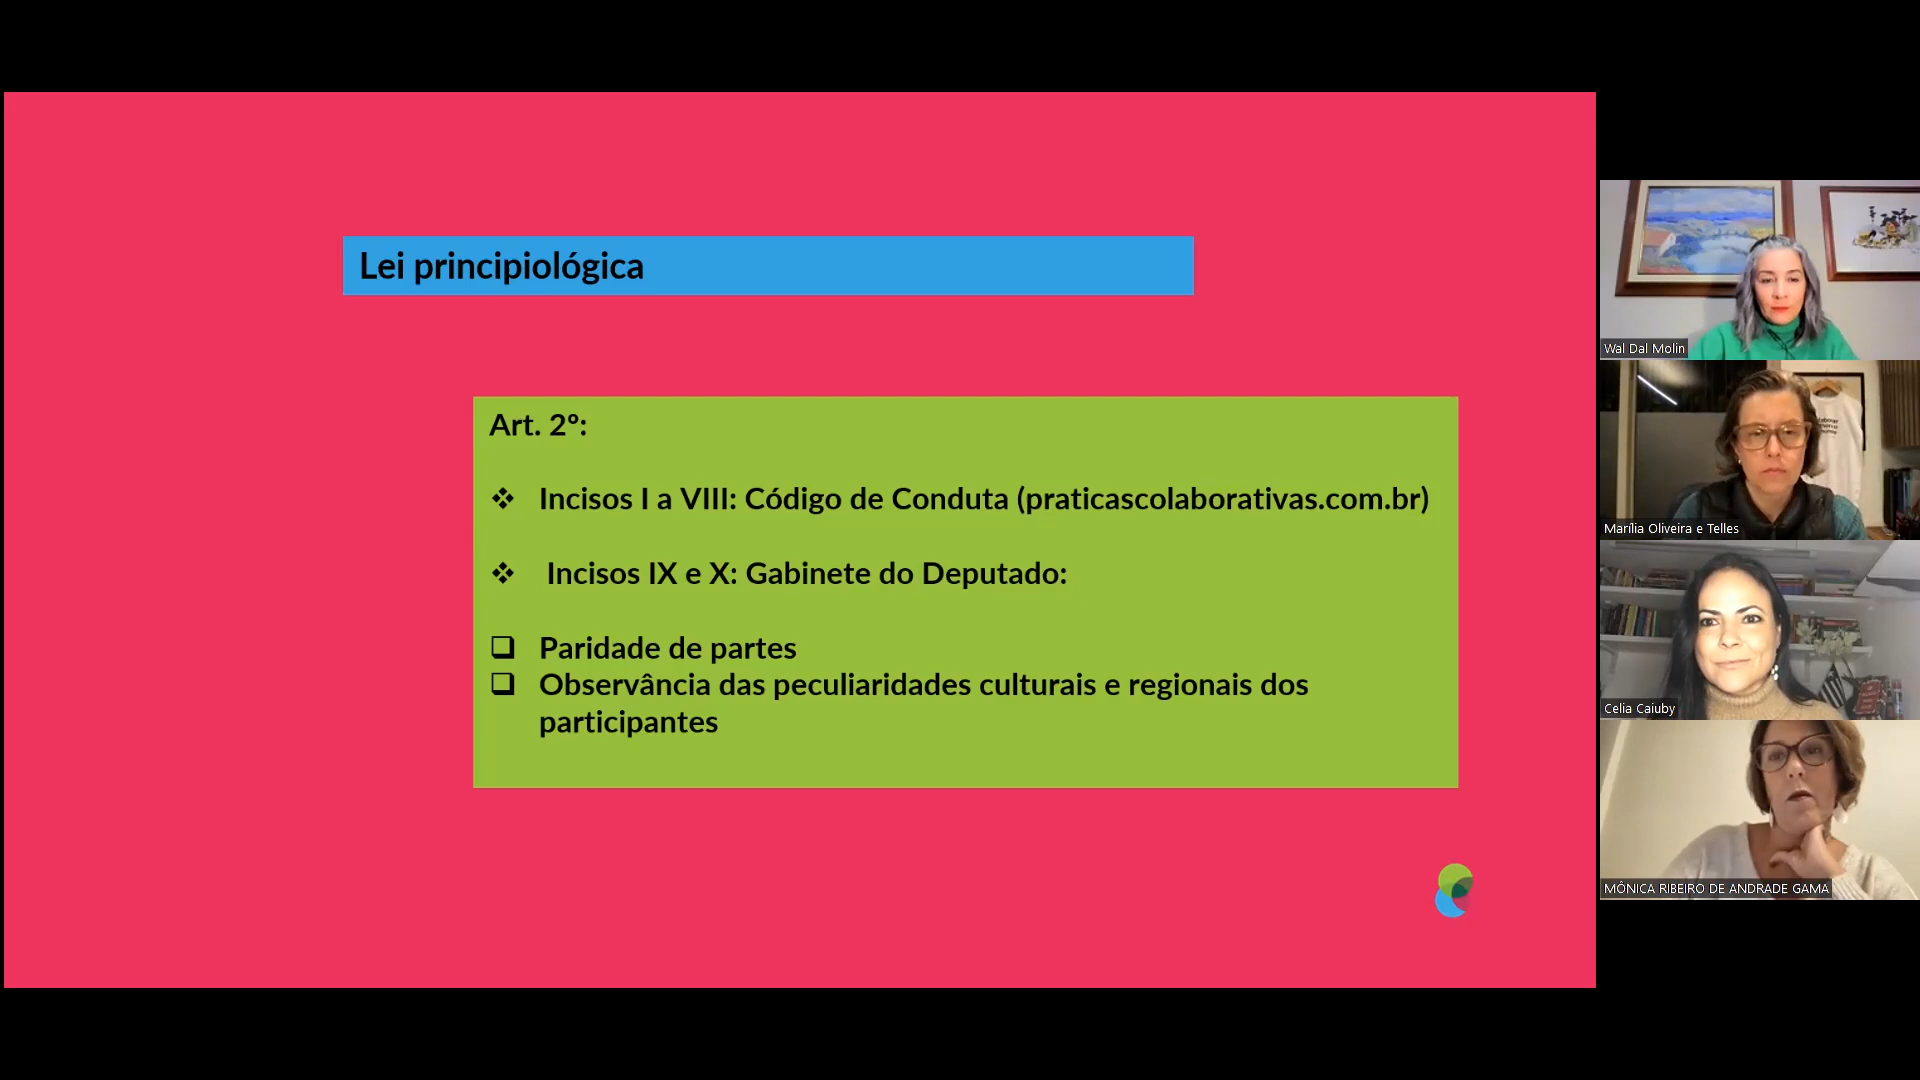 Lei principiológica
Art. 2º:
❖ Incisos I a VIII: Código de Conduta (praticascolaborativas.com.br)
❖ Incisos IX e X: Gabinete do Deputado:
❑ Paridade de partes
❑ Observância das peculiaridades culturais e regionais dos
participantes
Wal Dal Molin
Marília Oliveira e Telles
Celia Caiuby
MÔNICA RIBEIRO DE ANDRADE GAMA